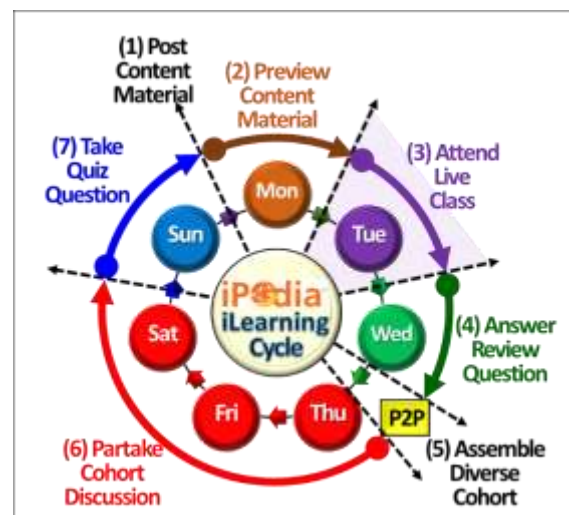 (1) Post
Content
Material
(2) Preview
Content
Material
(3) Attend
Live
Class
(4) Answer
Review
Question
(5) Assemble
Diverse
Cohort
(6) Partake
Cohort
Discussion
(7) Take
Quiz
Question
Mon
Tue
Wed
Thu
Fri
Sat
Sun
P2P
iPodia
iLearning
Cycle